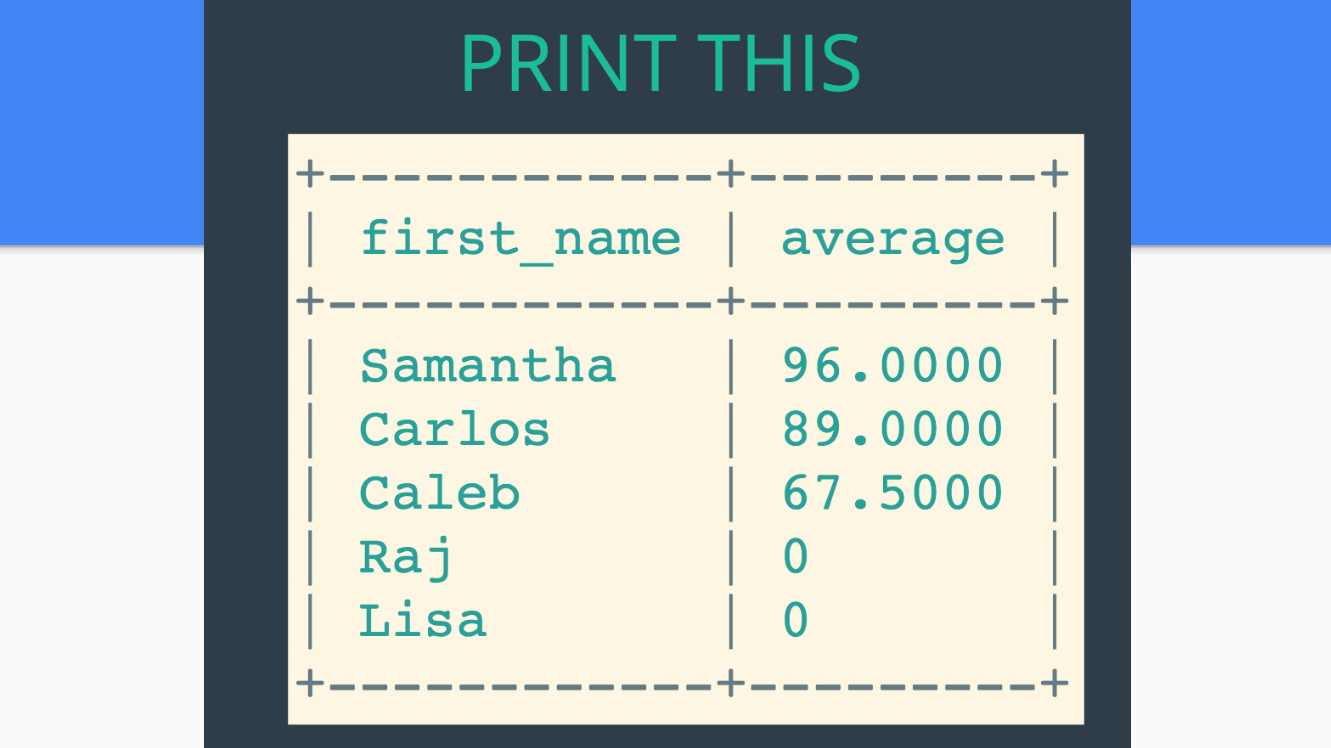 PRINT THIS
+------------+---------+
| first_name | average |
+------------+---------+
| Samantha   | 96.0000 |
| Carlos     | 89.0000 |
| Caleb      | 67.5000 |
| Raj        | 0       |
| Lisa       | 0       |
+------------+---------+